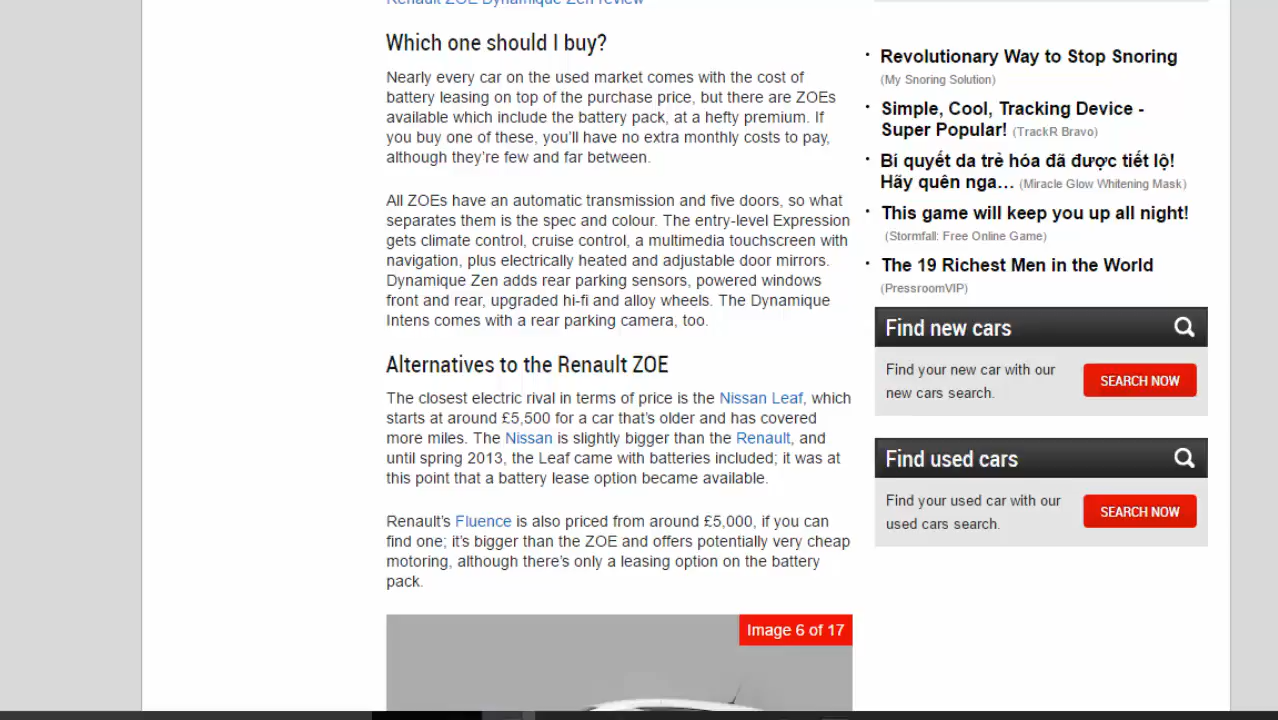 Renault ZOE Dynamique Zen review
Which one should I buy?
Nearly every car on the used market comes with the cost of
battery leasing on top of the purchase price, but there are ZOEs
available which include the battery pack, at a hefty premium. If
you buy one of these, you’ll have no extra monthly costs to pay,
although they’re few and far between.
All ZOEs have an automatic transmission and five doors, so what
separates them is the spec and colour. The entry-level Expression
gets climate control, cruise control, a multimedia touchscreen with
navigation, plus electrically heated and adjustable door mirrors.
Dynamique Zen adds rear parking sensors, powered windows
front and rear, upgraded hi-fi and alloy wheels. The Dynamique
Intens comes with a rear parking camera, too.
Alternatives to the Renault ZOE
The closest electric rival in terms of price is the Nissan Leaf, which
starts at around £5,500 for a car that’s older and has covered
more miles. The Nissan is slightly bigger than the Renault, and
until spring 2013, the Leaf came with batteries included; it was at
this point that a battery lease option became available.
Renault’s Fluence is also priced from around £5,000, if you can
find one; it’s bigger than the ZOE and offers potentially very cheap
motoring, although there’s only a leasing option on the battery
pack.
Image 6 of 17
Revolutionary Way to Stop Snoring
(My Snoring Solution)
Simple, Cool, Tracking Device -
Super Popular! (TrackR Bravo)
Bí quyết da trẻ hóa đã được tiết lộ!
Hãy quên nga… (Miracle Glow Whitening Mask)
This game will keep you up all night!
(Stormfall: Free Online Game)
The 19 Richest Men in the World
(PressroomVIP)
Find new cars
Find your new car with our
new cars search.
SEARCH NOW
Find used cars
Find your used car with our
used cars search.
SEARCH NOW